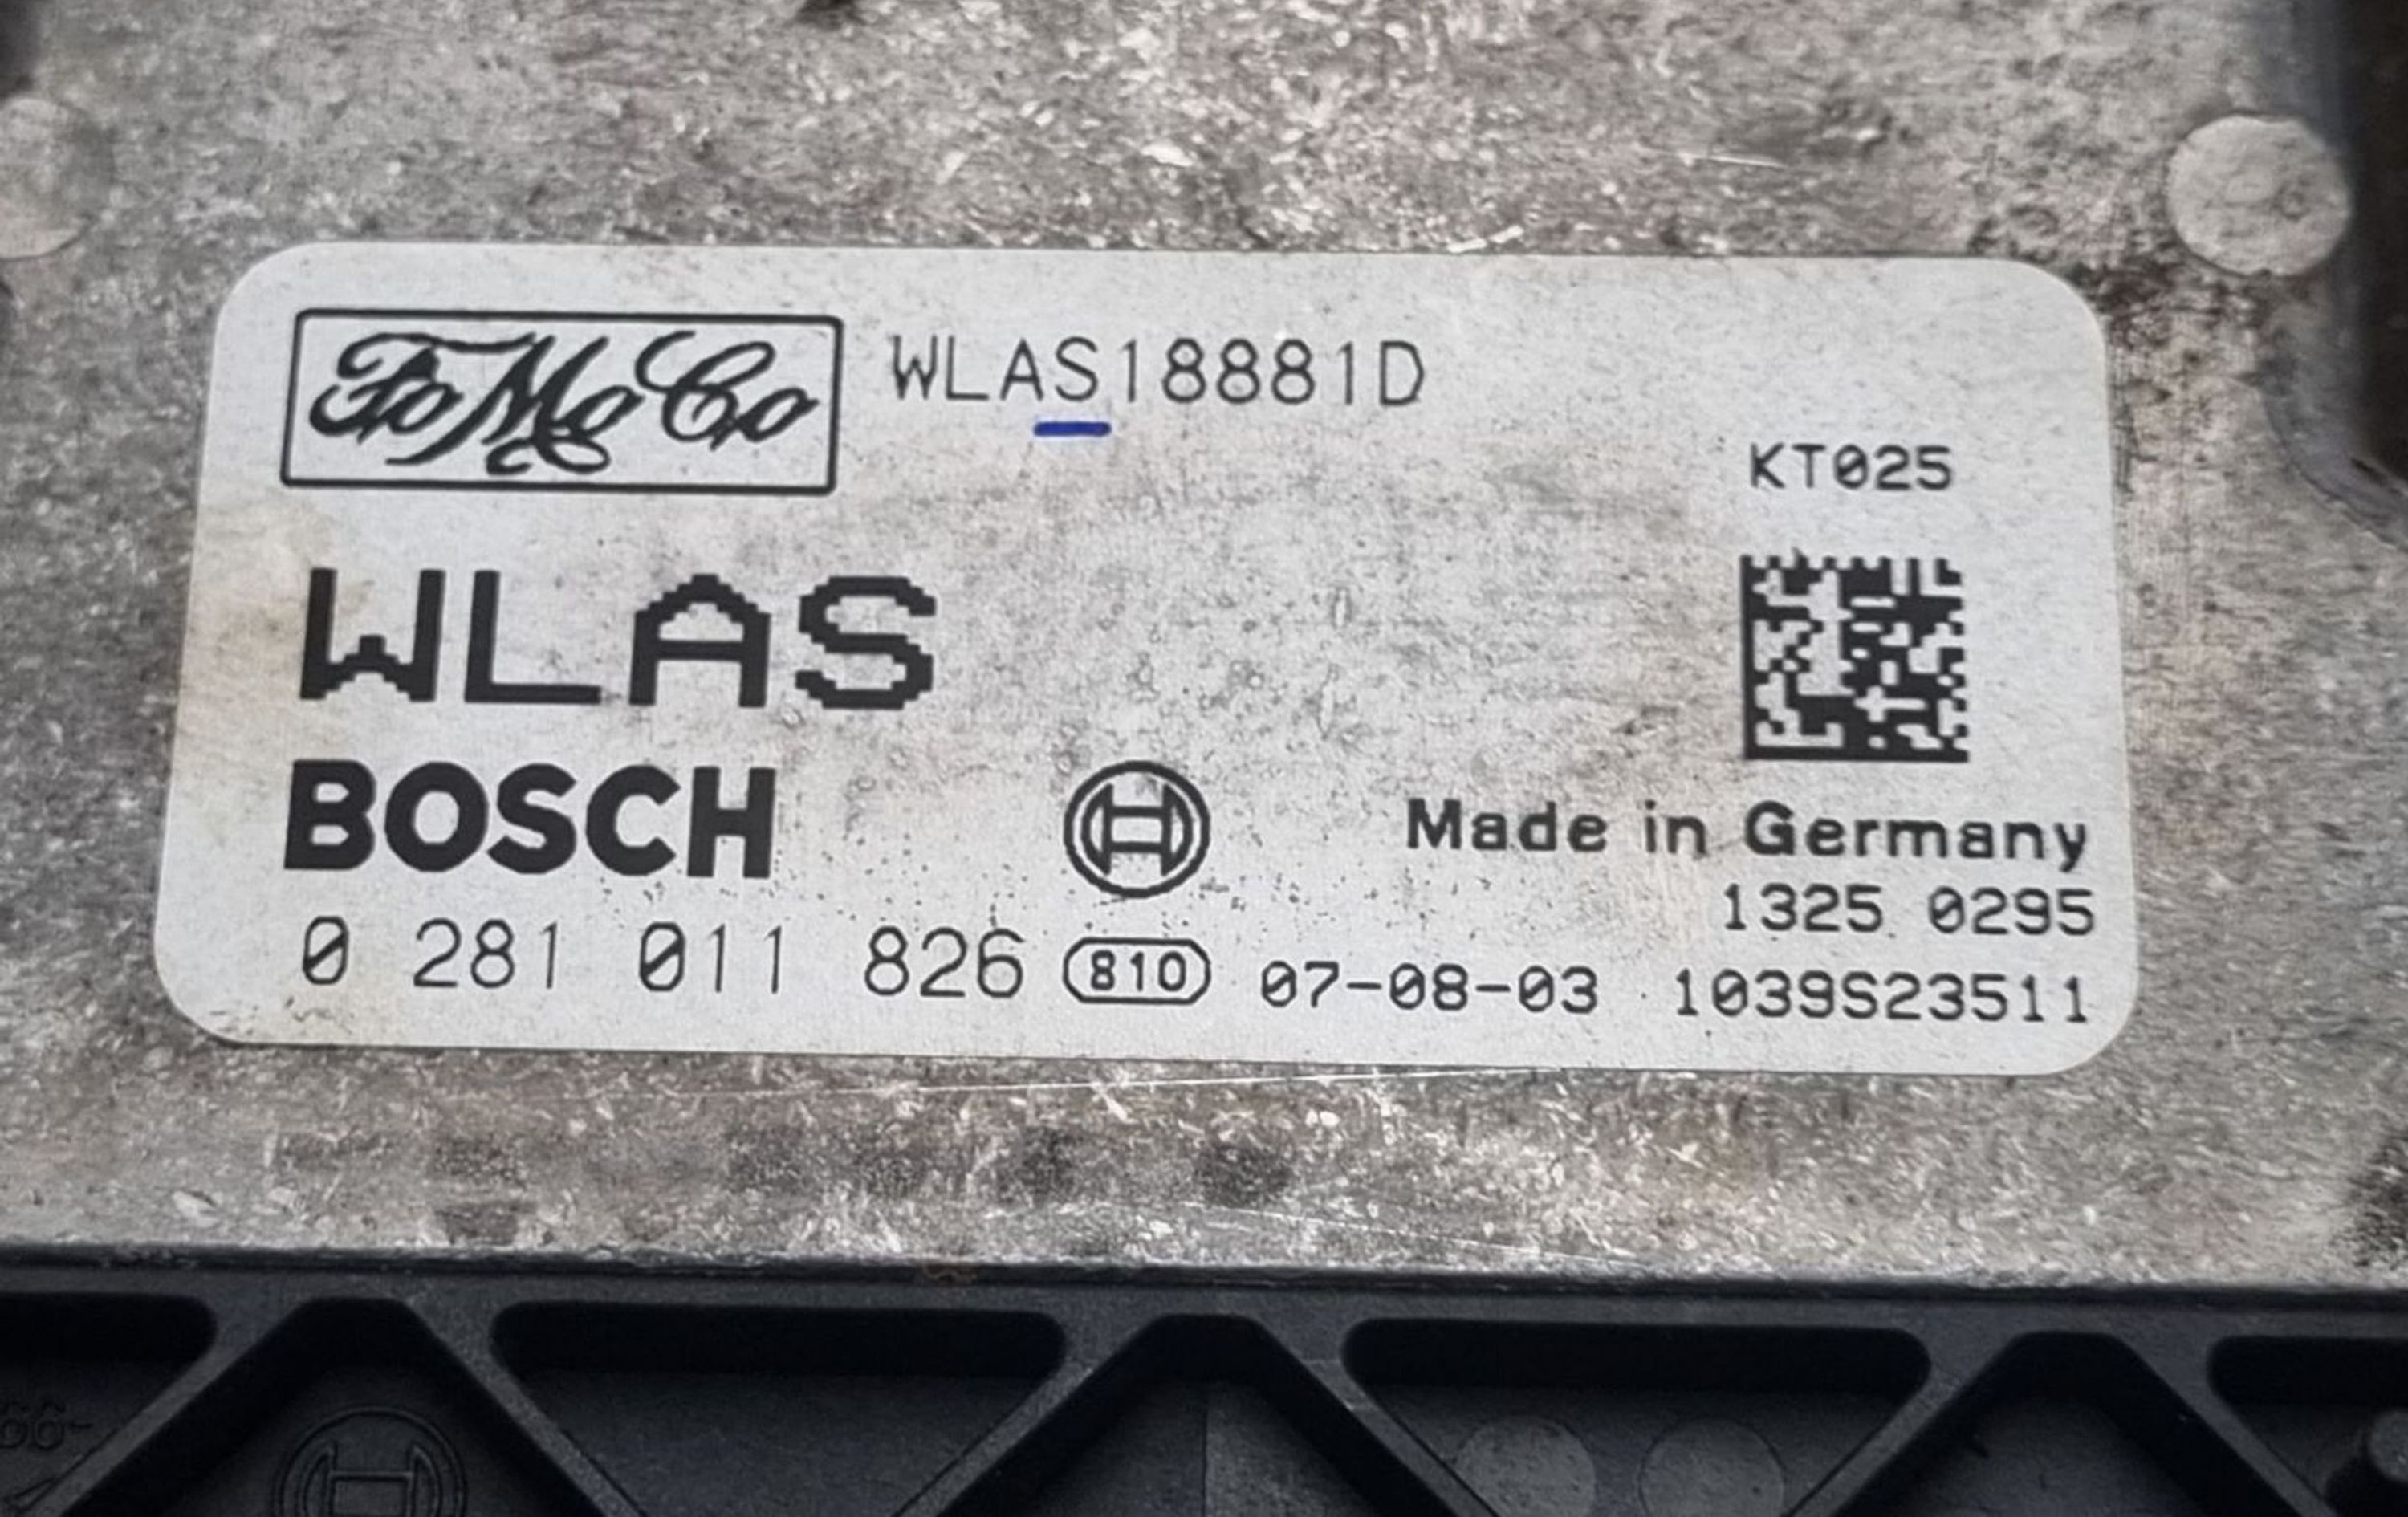 FoMoCo WLAS18881D
KT025
WLAS
BOSCH
Made in Germany
1325 0295
0 281 011 826 810 07-08-03 1039S23511